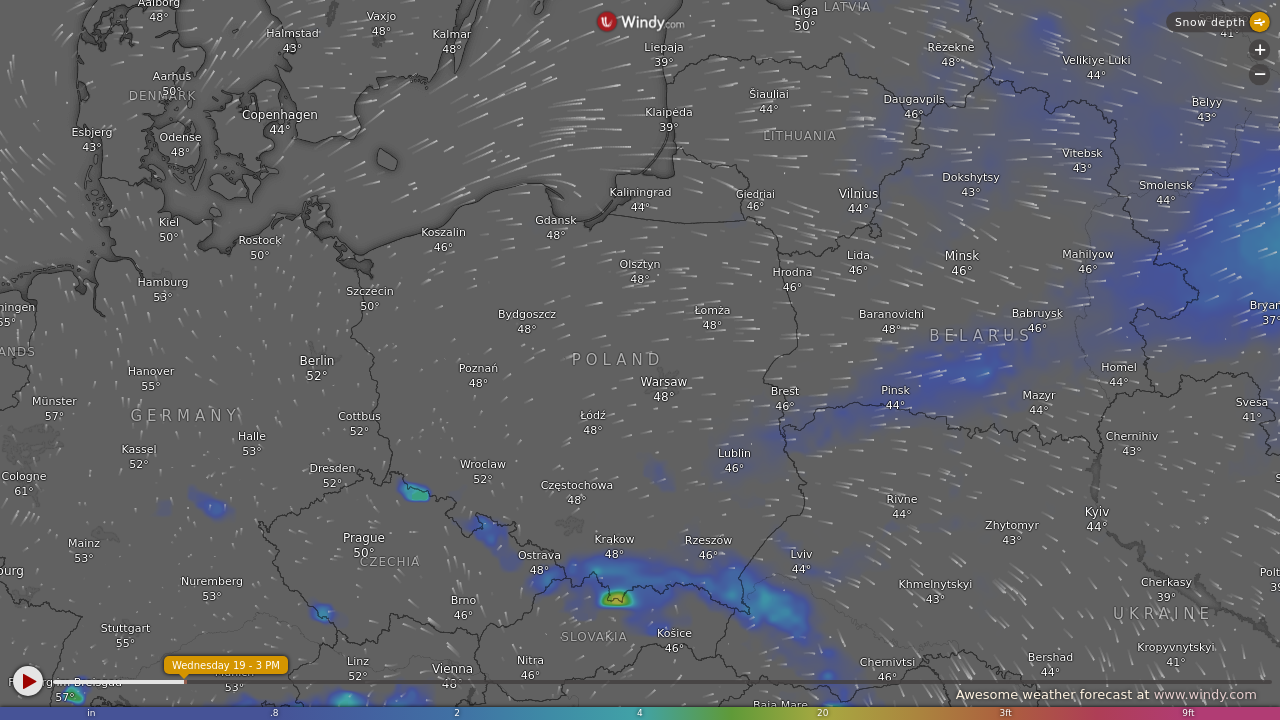 Aalborg
48°
Vaxjo
48°
Halmstad
43°
Kalmar
48°
Windy.com
Riga
50°
LATVIA
Snow depth
41°
Liepaja
39°
Rēzekne
48°
Velikiye Luki
44°
+
−
Aarhus
50°
DENMARK
Šiauliai
44°
Daugavpils
46°
Belyy
43°
Copenhagen
44°
Klaipėda
39°
Esbjerg
43°
Odense
48°
LITHUANIA
Vitebsk
43°
Dokshytsy
43°
Smolensk
44°
Kaliningrad
44°
Giedriai
46°
Vilnius
44°
Kiel
50°
Gdansk
48°
Koszalin
46°
Rostock
50°
Lida
46°
Minsk
46°
Mahilyow
46°
Olsztyn
48°
Hrodna
46°
Hamburg
53°
Szczecin
50°
ningen
55°
Bydgoszcz
48°
Łomża
48°
Baranovichi
48°
Babruysk
46°
Bryan
37°
BELARUS
ANDS
POLAND
Berlin
52°
Hanover
55°
Poznań
48°
Warsaw
48°
Homel
44°
Brest
46°
Pinsk
44°
Mazyr
44°
Münster
57°
GERMANY
Cottbus
52°
Łódź
48°
Svesa
41°
Halle
53°
Kassel
52°
Chernihiv
43°
Lublin
46°
Dresden
52°
Wroclaw
52°
Cologne
61°
Częstochowa
48°
Rivne
44°
Kyiv
44°
Zhytomyr
43°
Mainz
53°
Prague
50°
CZECHIA
Krakow
48°
Rzeszów
46°
Ostrava
48°
Lviv
44°
ourg
Nuremberg
53°
Khmelnytskyi
43°
Cherkasy
39°
Polt
Brno
46°
UKRAINE
Stuttgart
55°
SLOVAKIA
Košice
46°
Kropyvnytskyi
41°
Wednesday 19 - 3 PM
Linz
52°
Vienna
48°
Nitra
46°
Chernivtsi
46°
Bershad
44°
53°
57°
Awesome weather forecast at www.windy.com
Baia Mare
in .8 2 4 20 3ft 9ft